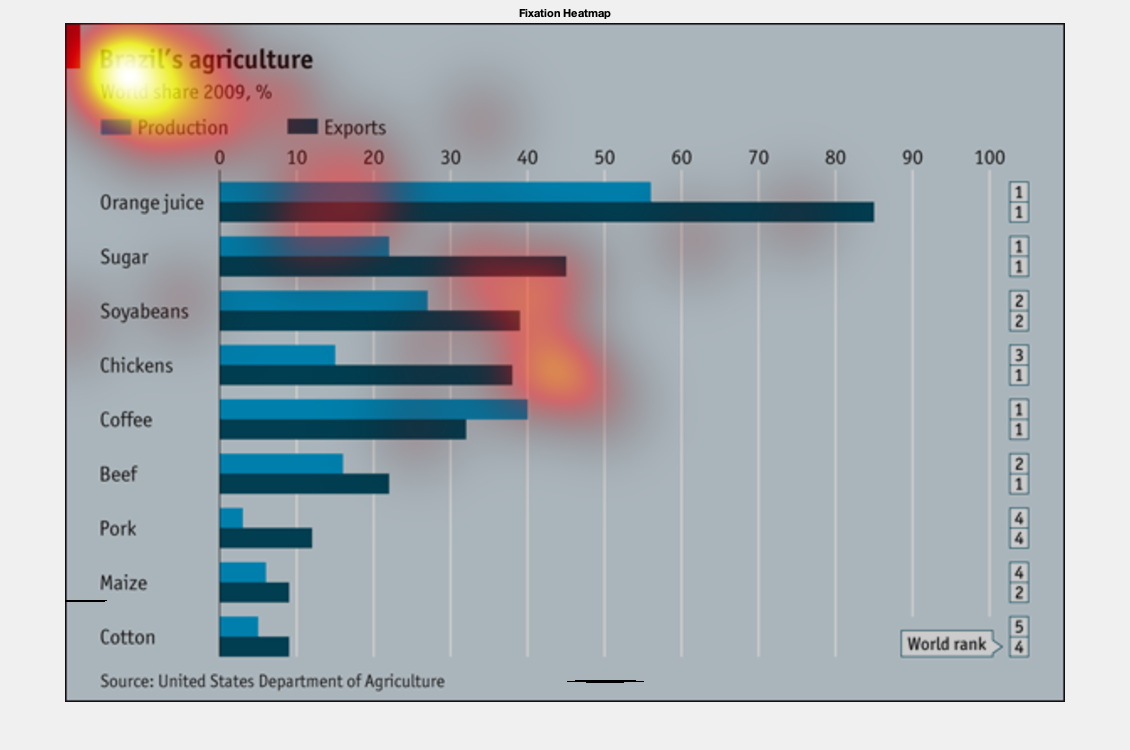 Fixation Heatmap
Brazil's agriculture
World share 2009, %
Production Exports
0 10 20 30 40 50 60 70 80 90 100
Orange juice 1
1
Sugar 1
1
Soyabeans 2
2
Chickens 3
1
Coffee 1
1
Beef 2
1
Pork 4
4
Maize 4
2
Cotton 5
World rank 4
Source: United States Department of Agriculture